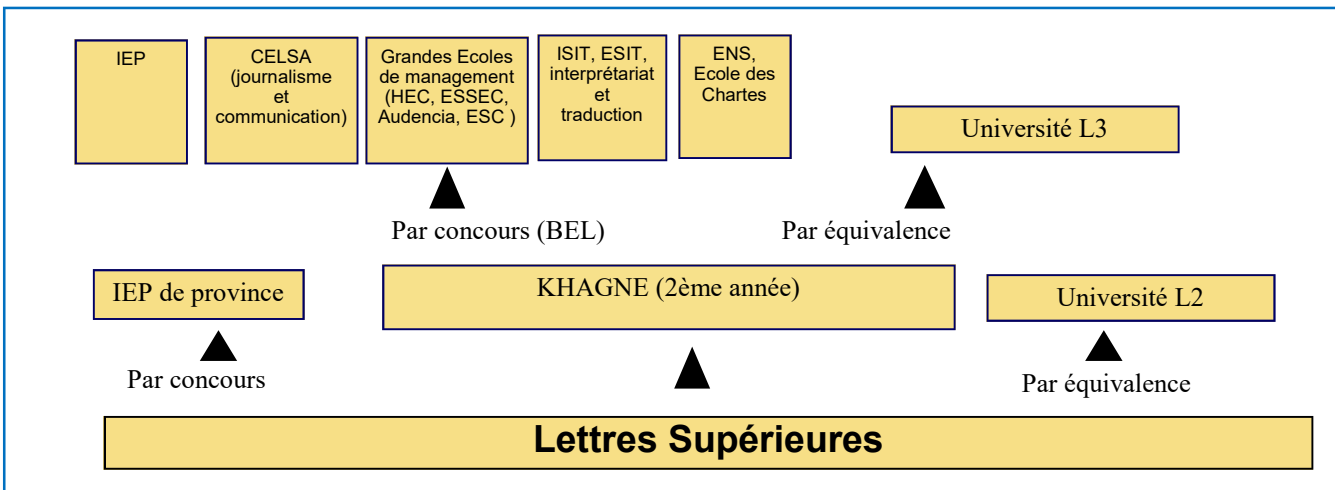 IEP
CELSA
(journalisme
et
communication)
Grandes Ecoles
de management
(HEC, ESSEC,
Audencia, ESC )
ISIT, ESIT,
interprétariat
et
traduction
ENS,
Ecole des
Chartes
Université L3
Par concours (BEL)
Par équivalence
IEP de province
KHAGNE (2ème année)
Université L2
Par concours
Par équivalence
Lettres Supérieures